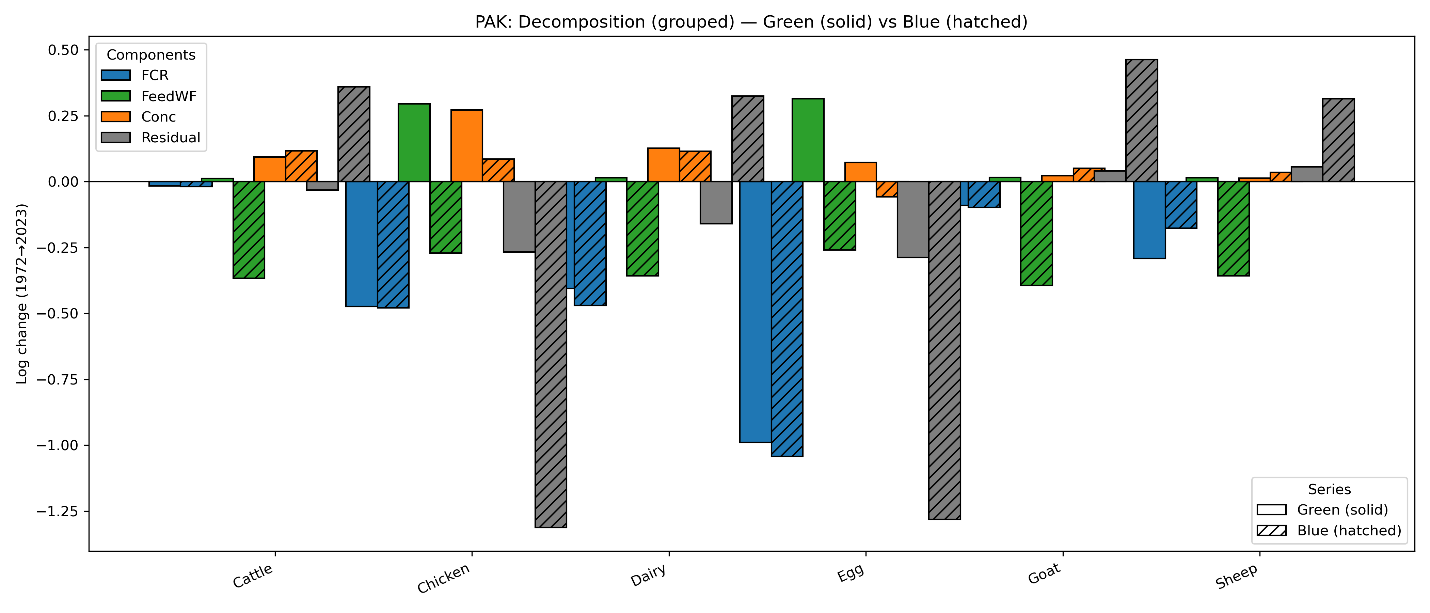 PAK: Decomposition (grouped) — Green (solid) vs Blue (hatched)
Log change (1972→2023)
0.50
0.25
0.00
−0.25
−0.50
−0.75
−1.00
−1.25
Components
FCR
FeedWF
Conc
Residual
Series
Green (solid)
Blue (hatched)
Cattle
Chicken
Dairy
Egg
Goat
Sheep